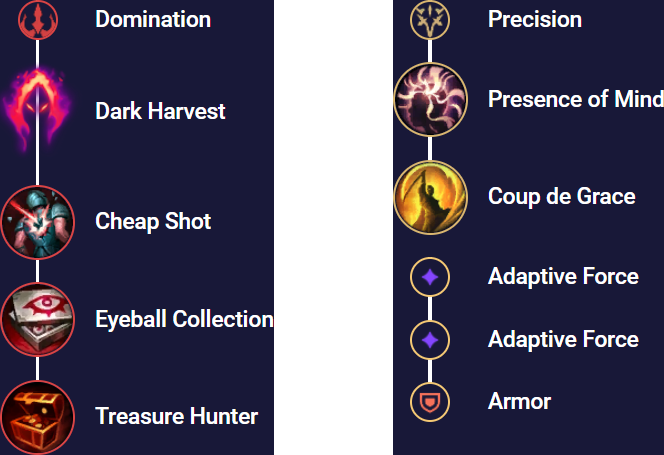 Domination
Dark Harvest
Cheap Shot
Eyeball Collection
Treasure Hunter
Precision
Presence of Mind
Coup de Grace
Adaptive Force
Adaptive Force
Armor